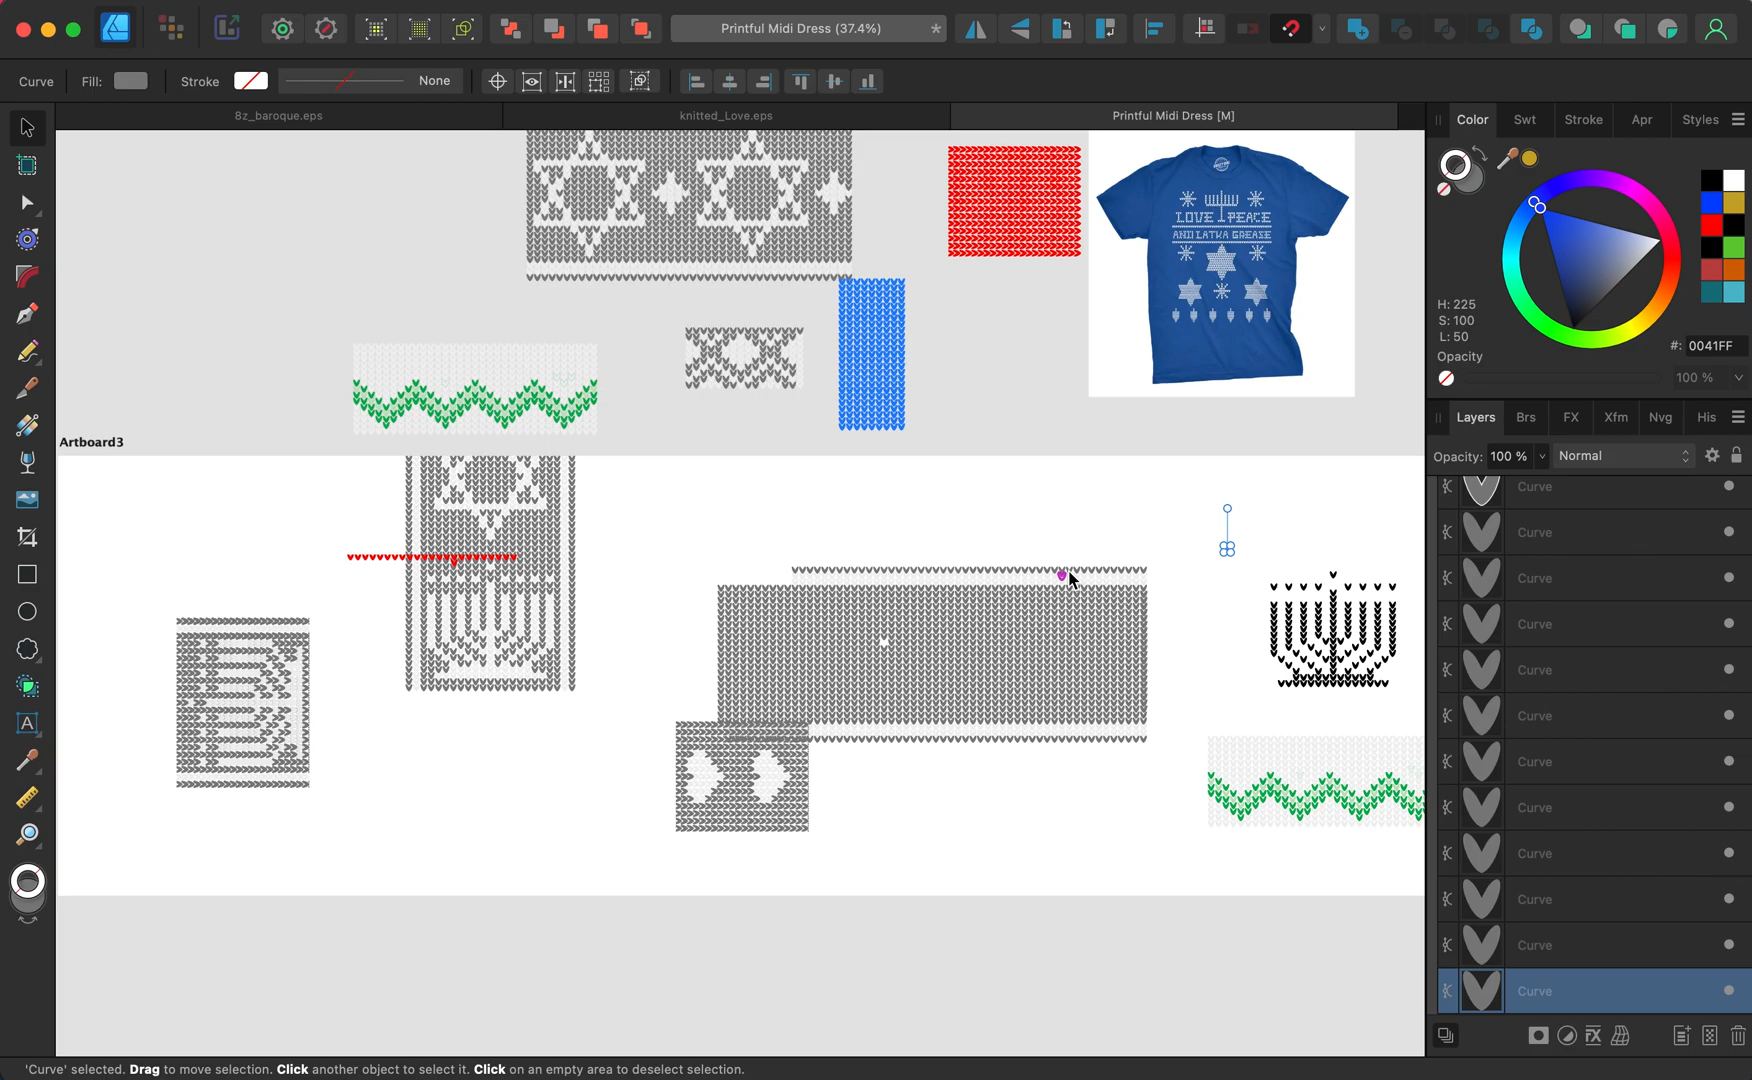 Printful Midi Dress (37.4%)
*
Curve
Fill:
Stroke
None
8z_baroque.eps
knitted_Love.eps
Printful Midi Dress [M]
Color
Swt
Stroke
Apr
Styles
H: 225
S: 100
L: 50
#: 0041FF
Opacity
100 %
LOVE PEACE
AND LATKA GREASE
Artboard3
Layers
Brs
FX
Xfm
Nvg
His
Opacity: 100 %
Normal
Curve
Curve
Curve
Curve
Curve
Curve
Curve
Curve
Curve
Curve
Curve
Curve
'Curve' selected. Drag to move selection. Click another object to select it. Click on an empty area to deselect selection.